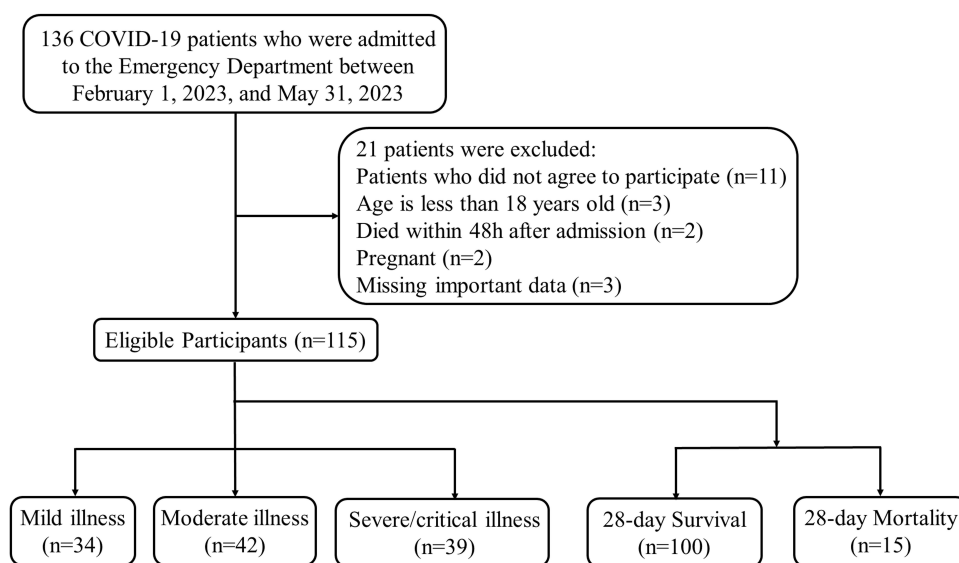 136 COVID-19 patients who were admitted
to the Emergency Department between
February 1, 2023, and May 31, 2023
21 patients were excluded:
Patients who did not agree to participate (n=11)
Age is less than 18 years old (n=3)
Died within 48h after admission (n=2)
Pregnant (n=2)
Missing important data (n=3)
Eligible Participants (n=115)
Mild illness
(n=34)
Moderate illness
(n=42)
Severe/critical illness
(n=39)
28-day Survival
(n=100)
28-day Mortality
(n=15)